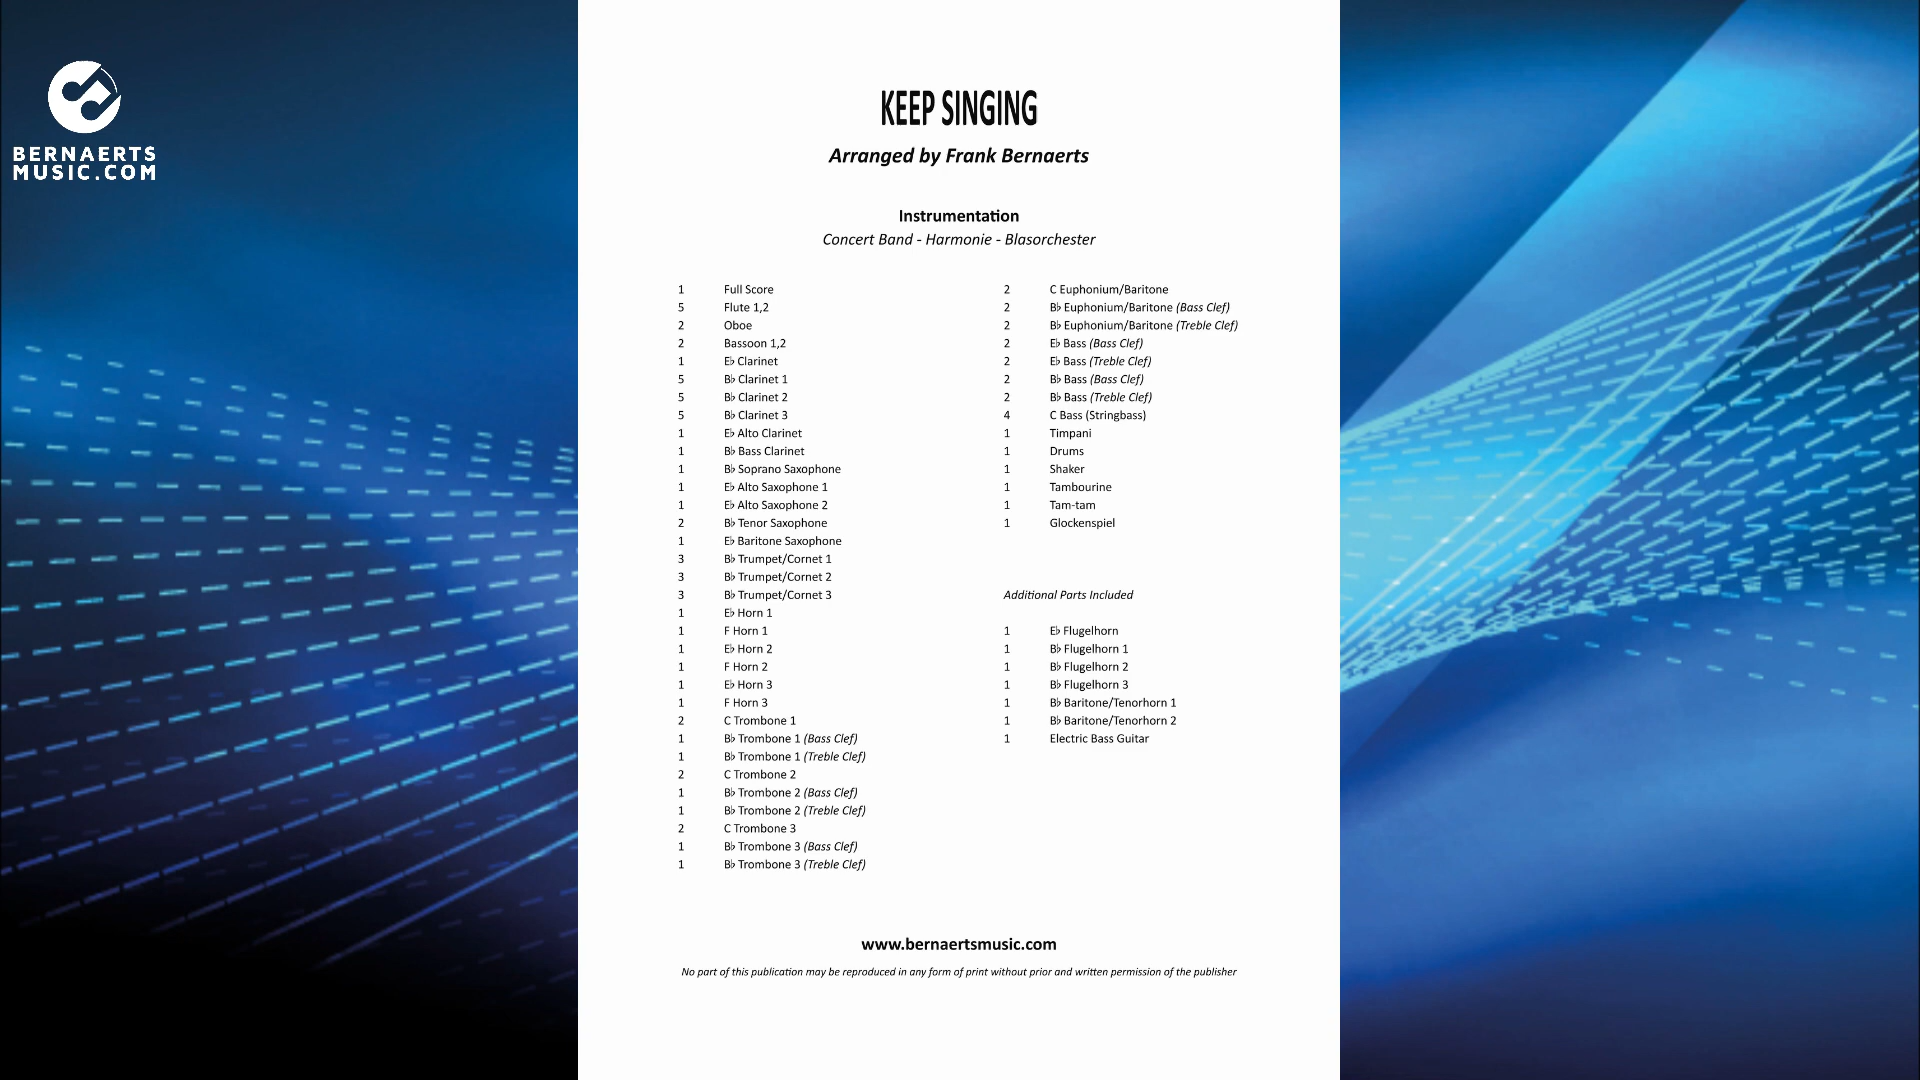 BERNAERTS
MUSIC.COM
KEEP SINGING
Arranged by Frank Bernaerts
Instrumentation
Concert Band - Harmonie - Blasorchester
1 Full Score
5 Flute 1,2
2 Oboe
2 Bassoon 1,2
1 E♭ Clarinet
5 B♭ Clarinet 1
5 B♭ Clarinet 2
5 B♭ Clarinet 3
1 E♭ Alto Clarinet
1 B♭ Bass Clarinet
1 B♭ Soprano Saxophone
1 E♭ Alto Saxophone 1
1 E♭ Alto Saxophone 2
2 B♭ Tenor Saxophone
1 E♭ Baritone Saxophone
3 B♭ Trumpet/Cornet 1
3 B♭ Trumpet/Cornet 2
3 B♭ Trumpet/Cornet 3
1 E♭ Horn 1
1 F Horn 1
1 E♭ Horn 2
1 F Horn 2
1 E♭ Horn 3
1 F Horn 3
2 C Trombone 1
1 B♭ Trombone 1 (Bass Clef)
1 B♭ Trombone 1 (Treble Clef)
2 C Trombone 2
1 B♭ Trombone 2 (Bass Clef)
1 B♭ Trombone 2 (Treble Clef)
2 C Trombone 3
1 B♭ Trombone 3 (Bass Clef)
1 B♭ Trombone 3 (Treble Clef)
2 C Euphonium/Baritone
2 B♭ Euphonium/Baritone (Bass Clef)
2 B♭ Euphonium/Baritone (Treble Clef)
2 E♭ Bass (Bass Clef)
2 E♭ Bass (Treble Clef)
2 B♭ Bass (Bass Clef)
2 B♭ Bass (Treble Clef)
4 C Bass (Stringbass)
1 Timpani
1 Drums
1 Shaker
1 Tambourine
1 Tam-tam
1 Glockenspiel
Additional Parts Included
1 E♭ Flugelhorn
1 B♭ Flugelhorn 1
1 B♭ Flugelhorn 2
1 B♭ Flugelhorn 3
1 B♭ Baritone/Tenorhorn 1
1 B♭ Baritone/Tenorhorn 2
1 Electric Bass Guitar
www.bernaertsmusic.com
No part of this publication may be reproduced in any form of print without prior and written permission of the publisher